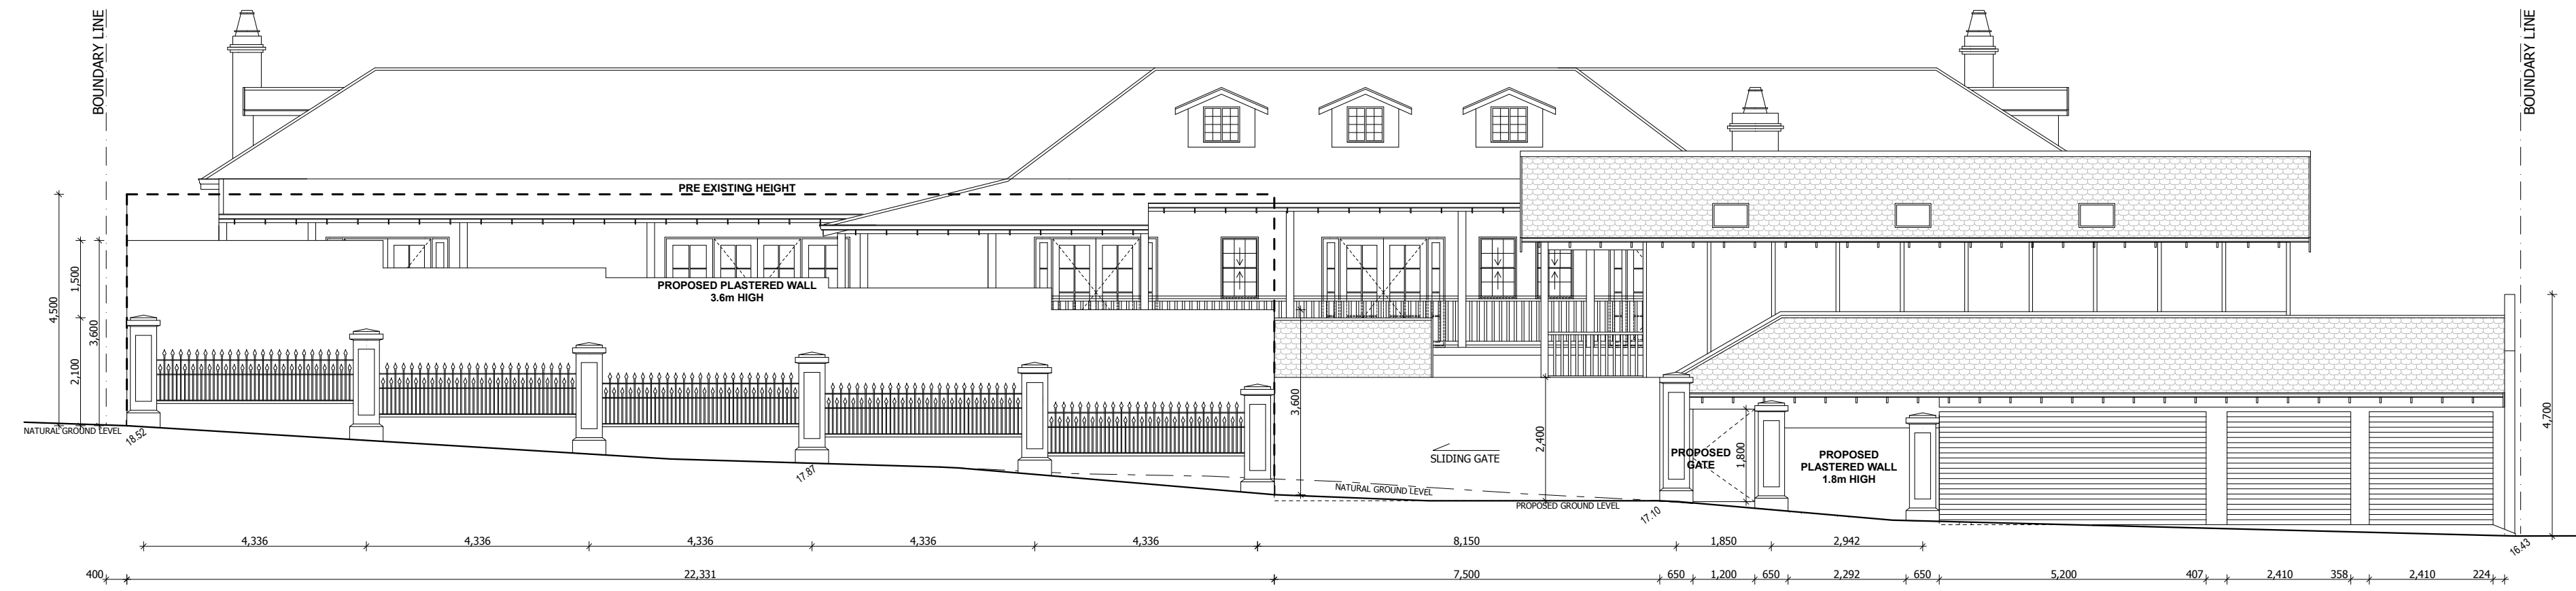 BOUNDARY LINE
BOUNDARY LINE
PRE EXISTING HEIGHT
PROPOSED PLASTERED WALL
3.6m HIGH
4,500
1,500
3,600
2,100
NATURAL GROUND LEVEL
18.52
17.87
3,600
SLIDING GATE
2,400
NATURAL GROUND LEVEL
PROPOSED GROUND LEVEL
17.10
PROPOSED
GATE
1,800
PROPOSED
PLASTERED WALL
1.8m HIGH
4,700
16.43
4,336
4,336
4,336
4,336
4,336
8,150
1,850
2,942
400
22,331
7,500
650
1,200
650
2,292
650
5,200
407
2,410
358
2,410
224